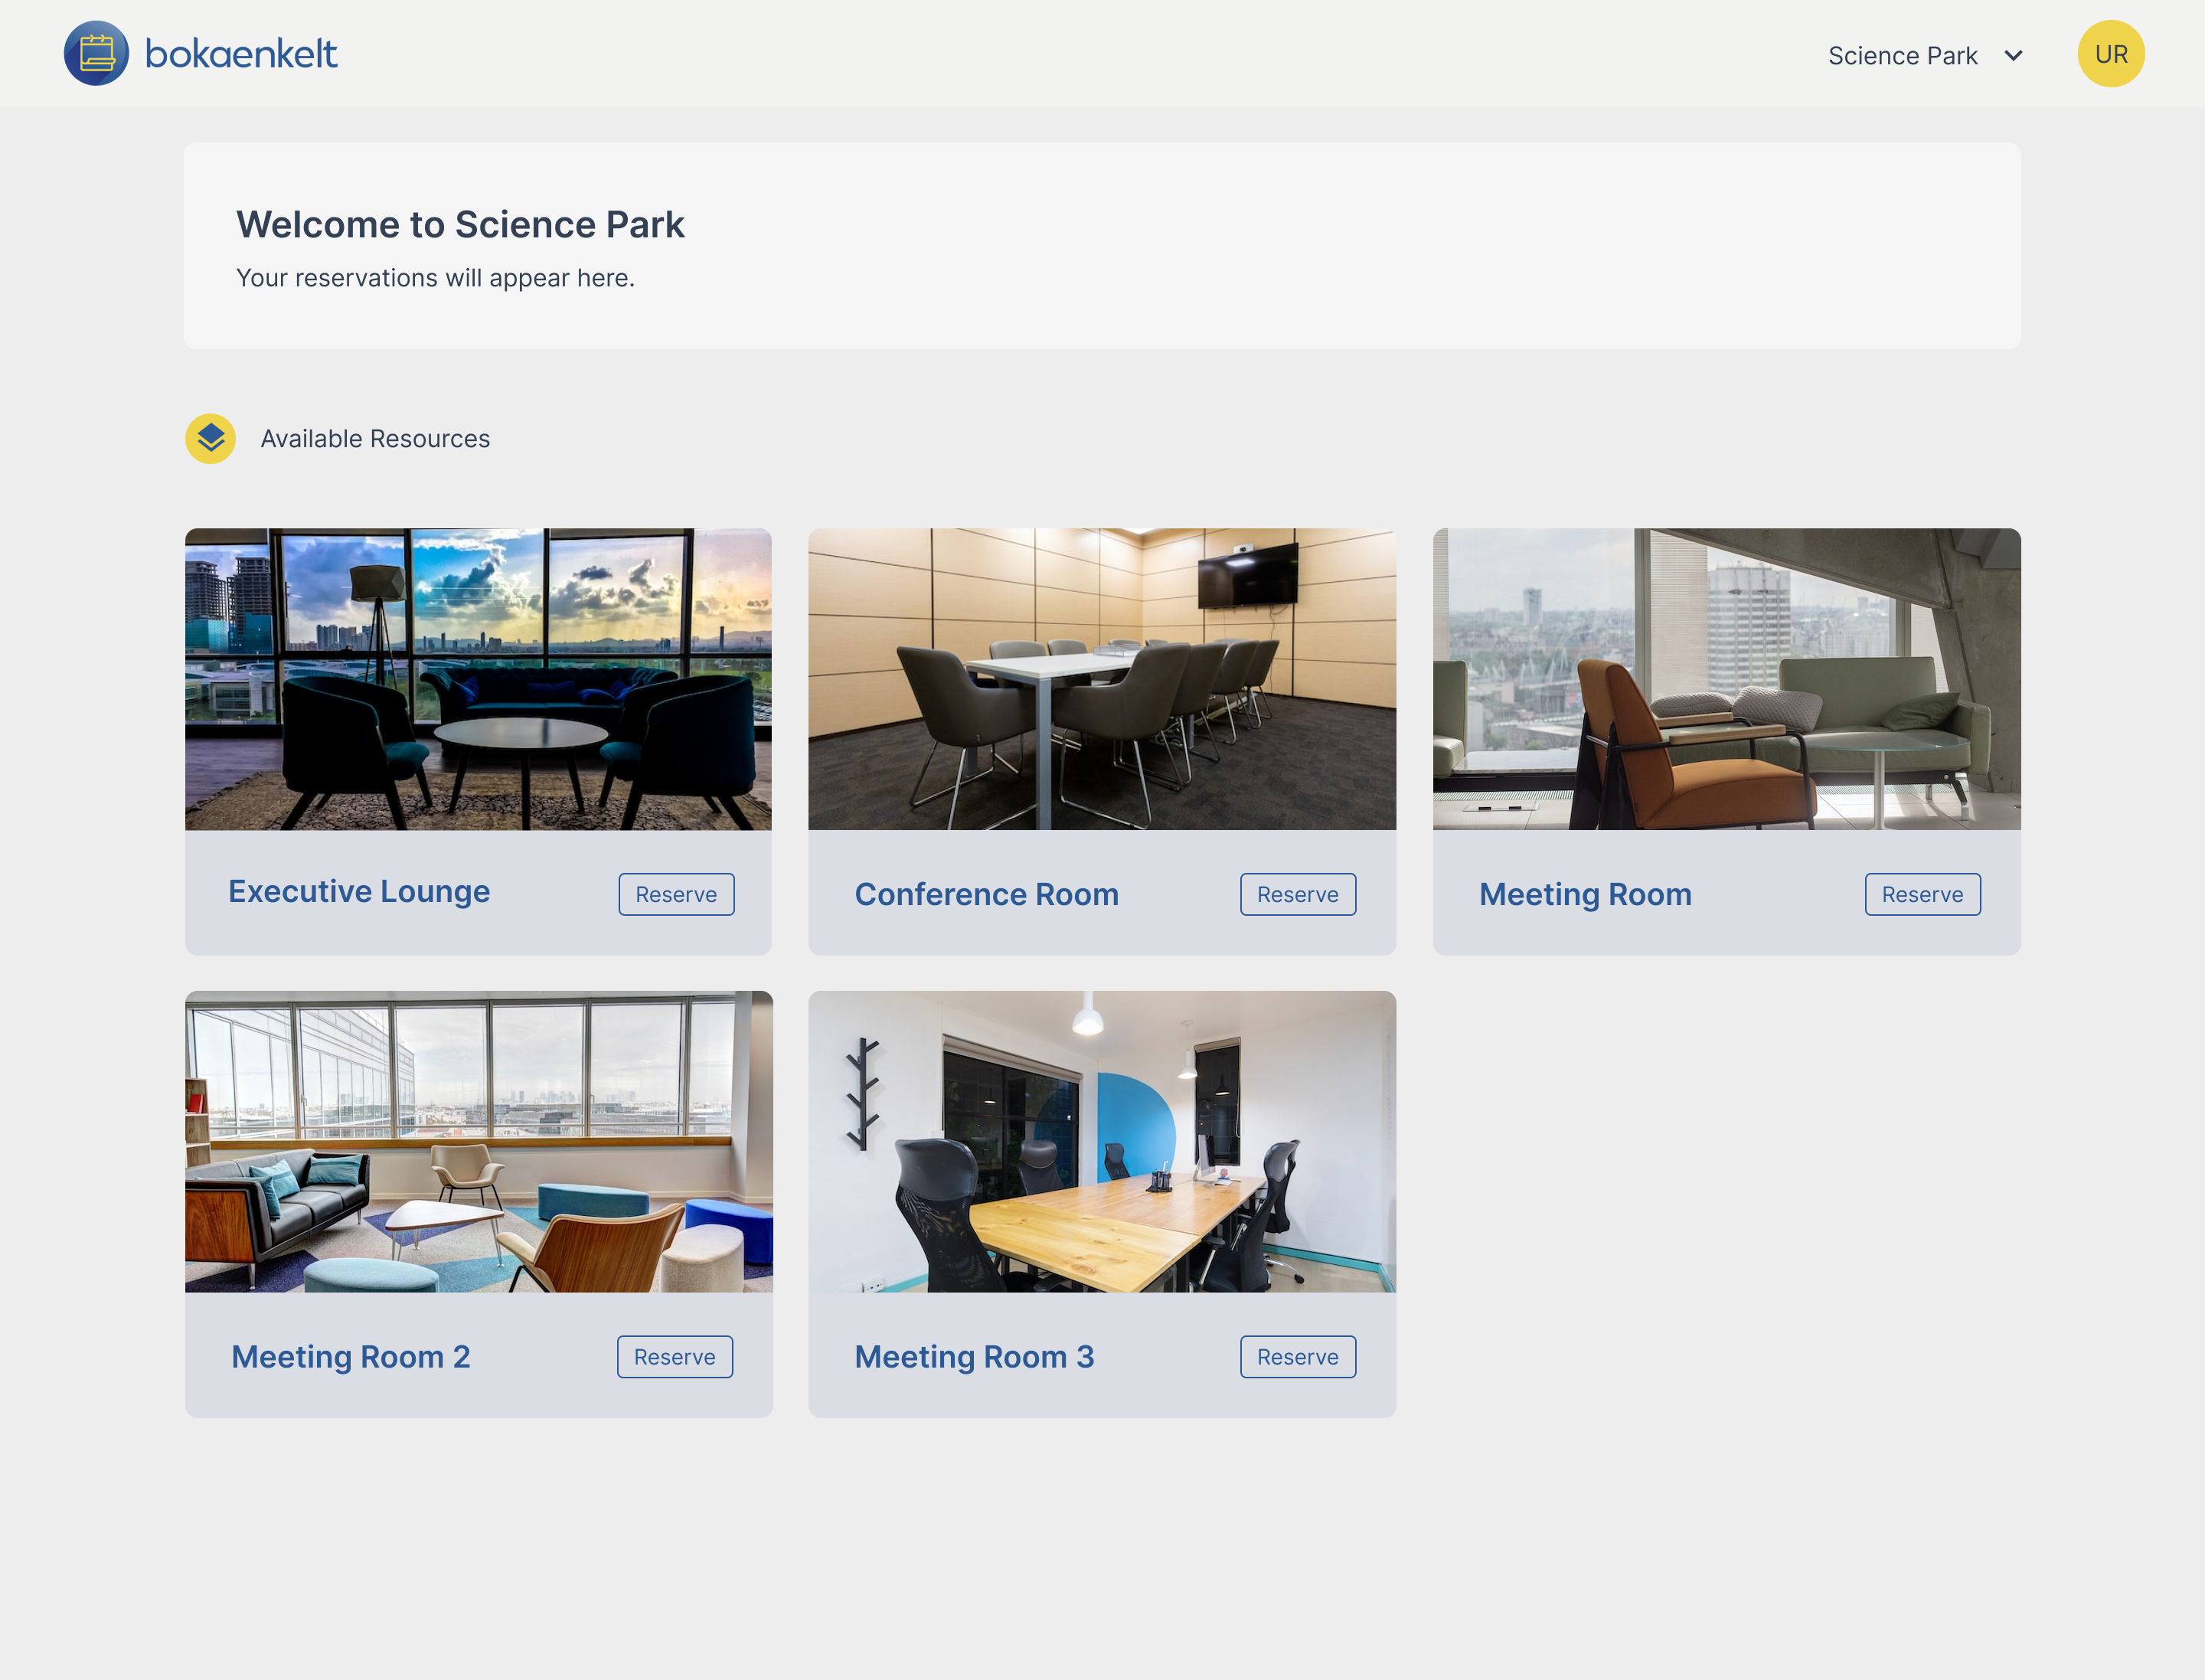 bokaenkelt
Science Park
UR
Welcome to Science Park
Your reservations will appear here.
Available Resources
Executive Lounge
Reserve
Conference Room
Reserve
Meeting Room
Reserve
Meeting Room 2
Reserve
Meeting Room 3
Reserve